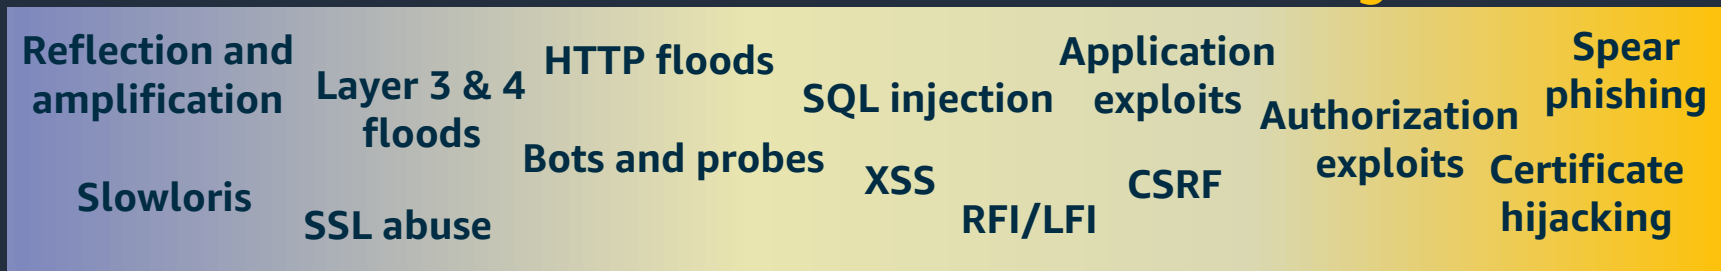 Reflection and
amplification
Layer 3 & 4
floods
HTTP floods
Bots and probes
Slowloris
SSL abuse
SQL injection
Application
exploits
XSS
RFI/LFI
CSRF
Authorization
exploits
Spear
phishing
Certificate
hijacking